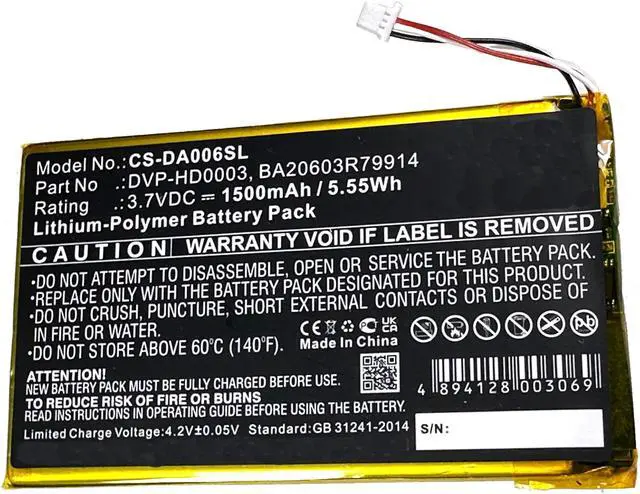 Model No.:CS-DA006SL
Part No :DVP-HD0003, BA20603R79914
Rating :3.7VDC ⎓ 1500mAh / 5.55Wh
Lithium-Polymer Battery Pack
CAUTION WARRANTY VOID IF LABEL IS REMOVED
•DO NOT ATTEMPT TO DISASSEMBLE, OPEN OR SERVICE THE BATTERY.
•REPLACE ONLY WITH THE BATTERY DESIGNATED FOR THIS PRODUCT.
•DO NOT CRUSH, PUNCTURE, SHORT EXTERNAL CONTACTS OR DISPOSE OF
IN FIRE OR WATER.
•DO NOT STORE ABOVE 60°C (140°F).
CE UK CA Pb
Made in China
ATTENTION!
NEW BATTERY PACK MUST BE FULLY CHARGED BEFORE USE
TO REDUCE RISK OF FIRE OR BURNS
READ INSTRUCTIONS IN OPERATING BATTERY BEFORE USE
Limited Charge Voltage:4.2V±0.05V Standard:GB 31241-2014
4 894128 003069
S/N: